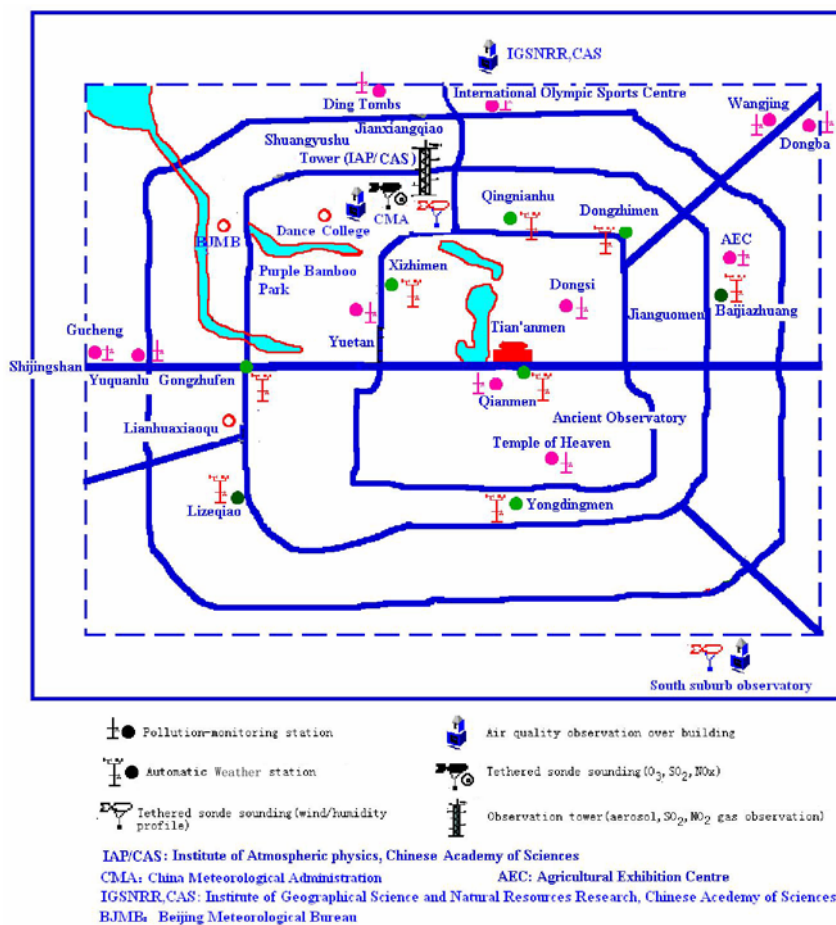 IGSNRR,CAS
International Olympic Sports Centre
Ding Tombs
Wangjing
Jianxiangqiao
Dongba
Shuangyushu
Tower (IAP/CAS)
Qingnianhu
CMA
Dongzhimen
Dance College
BJMB
AEC
Purple Bamboo
Park
Xizhimen
Dongsi
Jianguomen
Baijiazhuang
Gucheng
Yuetan
Tian'anmen
Shijingshan
Yuquanlu
Gongzhufen
Qianmen
Lianhuaxiaoqu
Ancient Observatory
Temple of Heaven
Lizeqiao
Yongdingmen
South suburb observatory
Pollution-monitoring station
Air quality observation over building
Automatic Weather station
Tethered sonde sounding(O3,SO2,NOx)
Tethered sonde sounding(wind/humidity
profile)
Observation tower(aerosol,SO2,NO2 gas observation)
IAP/CAS: Institute of Atmospheric physics, Chinese Academy of Sciences
CMA: China Meteorological Administration
AEC: Agricultural Exhibition Centre
IGSNRR,CAS: Institute of Geographical Science and Natural Resources Research, Chinese Acedemy of Sciences
BJMB: Beijing Meteorological Bureau